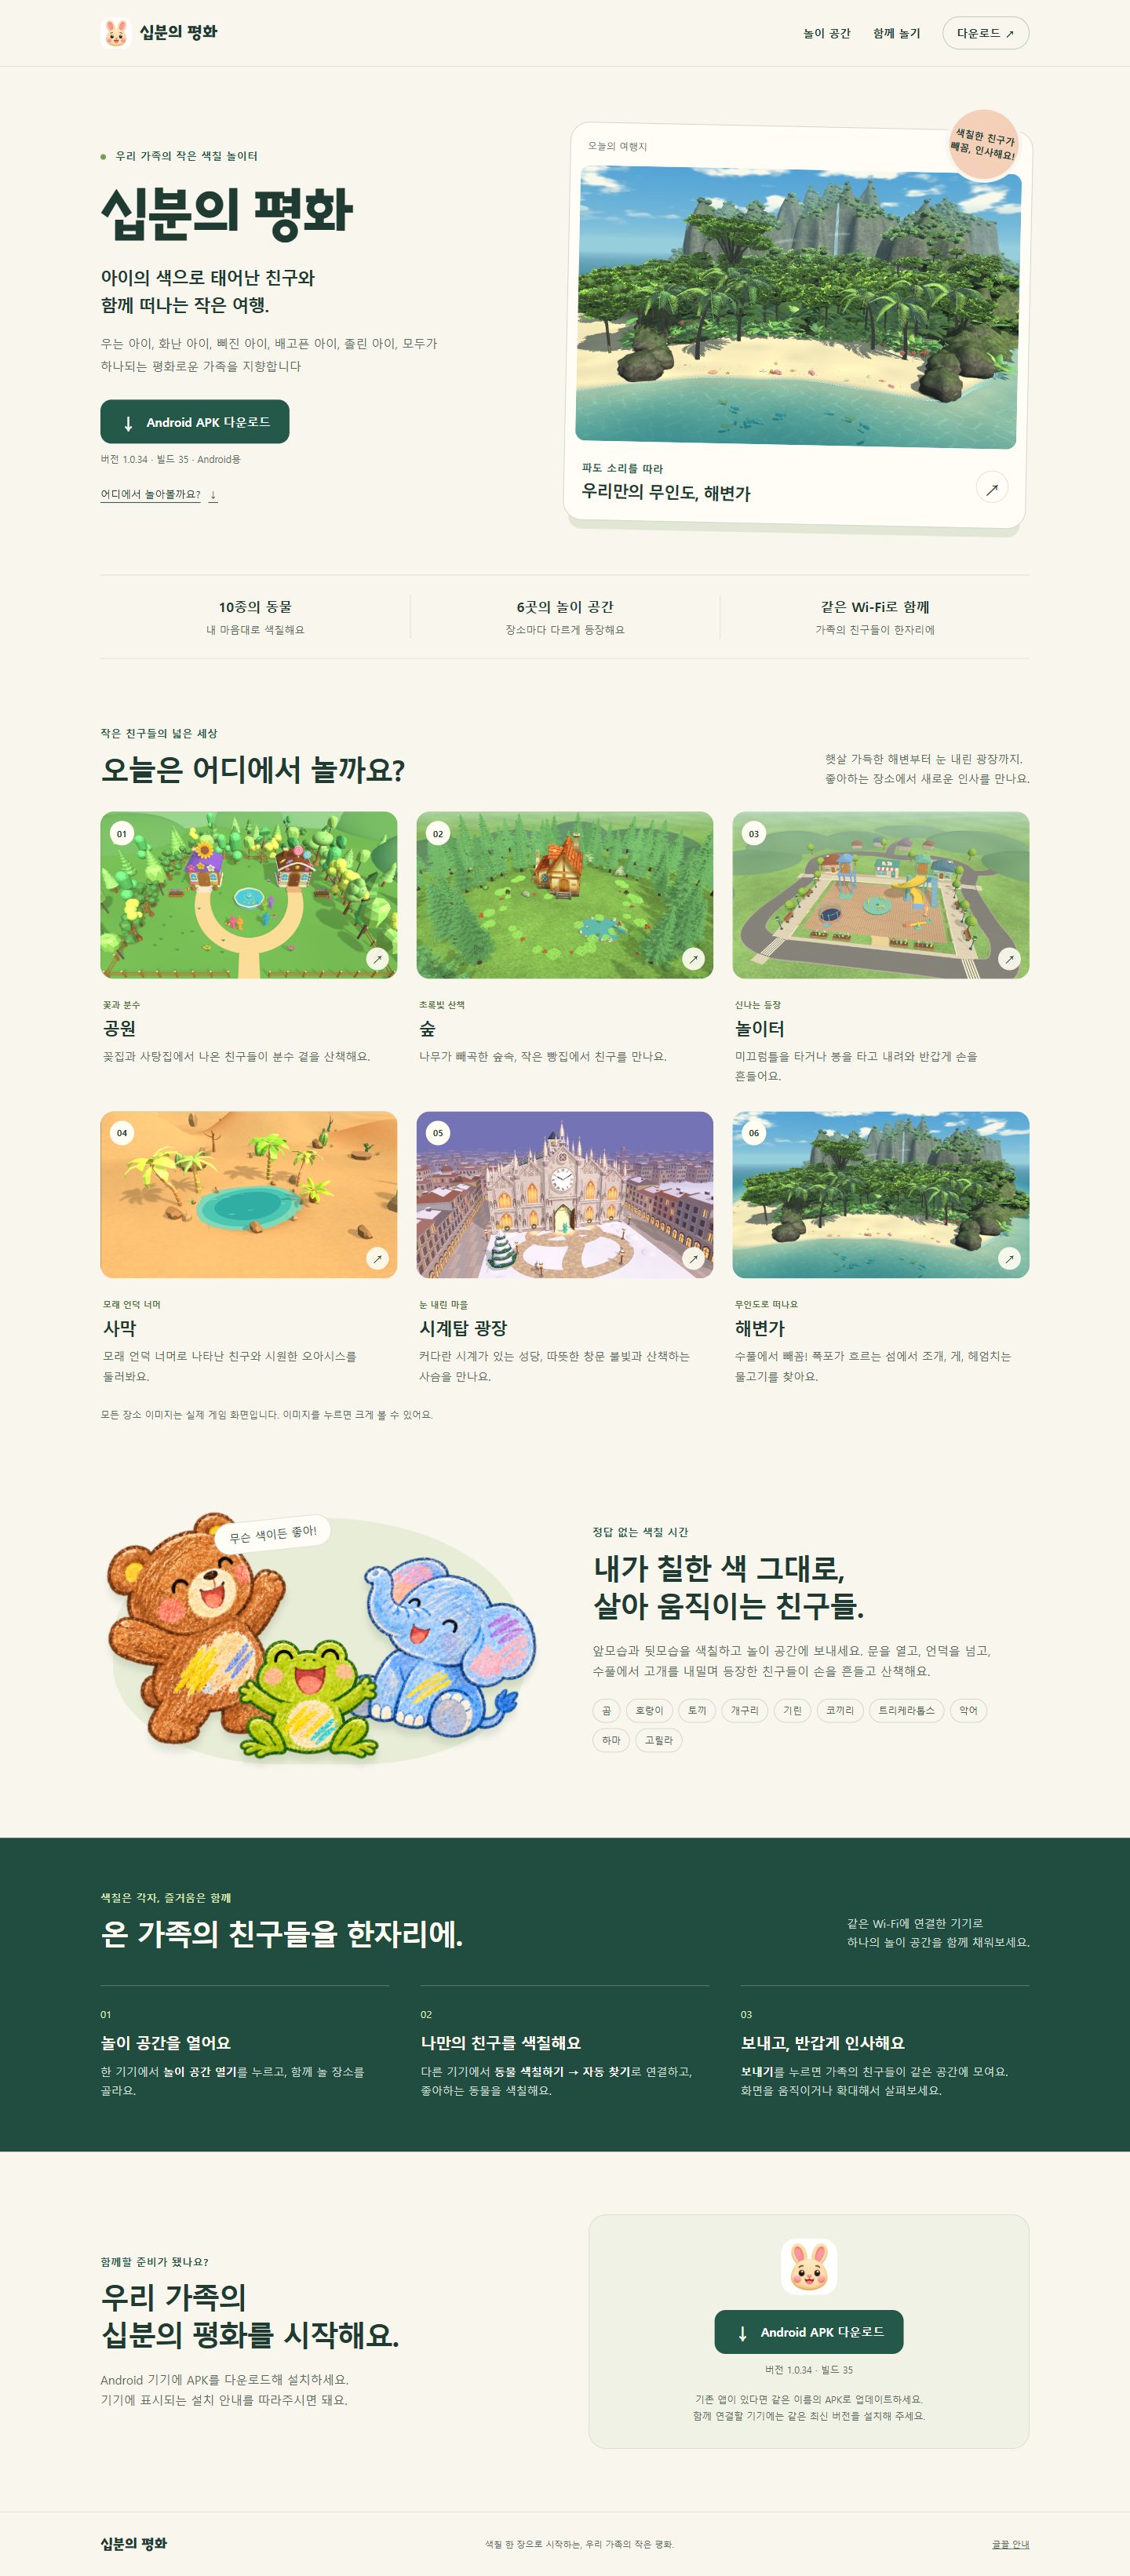 십분의 평화
놀이 공간
함께 놀기
다운로드 ↗
우리 가족의 작은 색칠 놀이터
십분의 평화
아이의 색으로 태어난 친구와
함께 떠나는 작은 여행.
우는 아이, 화난 아이, 삐진 아이, 배고픈 아이, 졸린 아이, 모두가
하나되는 평화로운 가족을 지향합니다
↓ Android APK 다운로드
버전 1.0.34 · 빌드 35 · Android용
어디에서 놀아볼까요? ↓
오늘의 여행지
색칠한 친구가
빼꼼, 인사해요!
파도 소리를 따라
우리만의 무인도, 해변가
↗
10종의 동물
내 마음대로 색칠해요
6곳의 놀이 공간
장소마다 다르게 등장해요
같은 Wi-Fi로 함께
가족의 친구들이 한자리에
작은 친구들의 넓은 세상
오늘은 어디에서 놀까요?
햇살 가득한 해변부터 눈 내린 광장까지.
좋아하는 장소에서 새로운 인사를 만나요.
01
↗
꽃과 분수
공원
꽃집과 사탕집에서 나온 친구들이 분수 곁을 산책해요.
02
↗
초록빛 산책
숲
나무가 빼곡한 숲속, 작은 빵집에서 친구를 만나요.
03
↗
신나는 등장
놀이터
미끄럼틀을 타거나 봉을 타고 내려와 반갑게 손을
흔들어요.
04
↗
모래 언덕 너머
사막
모래 언덕 너머로 나타난 친구와 시원한 오아시스를
둘러봐요.
05
↗
눈 내린 마을
시계탑 광장
커다란 시계가 있는 성당, 따뜻한 창문 불빛과 산책하는
사슴을 만나요.
06
↗
무인도로 떠나요
해변가
수풀에서 빼꼼! 폭포가 흐르는 섬에서 조개, 게, 헤엄치는
물고기를 찾아요.
모든 장소 이미지는 실제 게임 화면입니다. 이미지를 누르면 크게 볼 수 있어요.
무슨 색이든 좋아!
정답 없는 색칠 시간
내가 칠한 색 그대로,
살아 움직이는 친구들.
앞모습과 뒷모습을 색칠하고 놀이 공간에 보내세요. 문을 열고, 언덕을 넘고,
수풀에서 고개를 내밀며 등장한 친구들이 손을 흔들고 산책해요.
곰 호랑이 토끼 개구리 기린 코끼리 트리케라톱스 악어
하마 고릴라
색칠은 각자, 즐거움은 함께
온 가족의 친구들을 한자리에.
같은 Wi-Fi에 연결한 기기로
하나의 놀이 공간을 함께 채워보세요.
01
놀이 공간을 열어요
한 기기에서 놀이 공간 열기를 누르고, 함께 놀 장소를
골라요.
02
나만의 친구를 색칠해요
다른 기기에서 동물 색칠하기 → 자동 찾기로 연결하고,
좋아하는 동물을 색칠해요.
03
보내고, 반갑게 인사해요
보내기를 누르면 가족의 친구들이 같은 공간에 모여요.
화면을 움직이거나 확대해서 살펴보세요.
함께할 준비가 됐나요?
우리 가족의
십분의 평화를 시작해요.
Android 기기에 APK를 다운로드해 설치하세요.
기기에 표시되는 설치 안내를 따라주시면 돼요.
↓ Android APK 다운로드
버전 1.0.34 · 빌드 35
기존 앱이 있다면 같은 이름의 APK로 업데이트하세요.
함께 연결할 기기에는 같은 최신 버전을 설치해 주세요.
십분의 평화
색칠 한 장으로 시작하는, 우리 가족의 작은 평화.
글꼴 안내